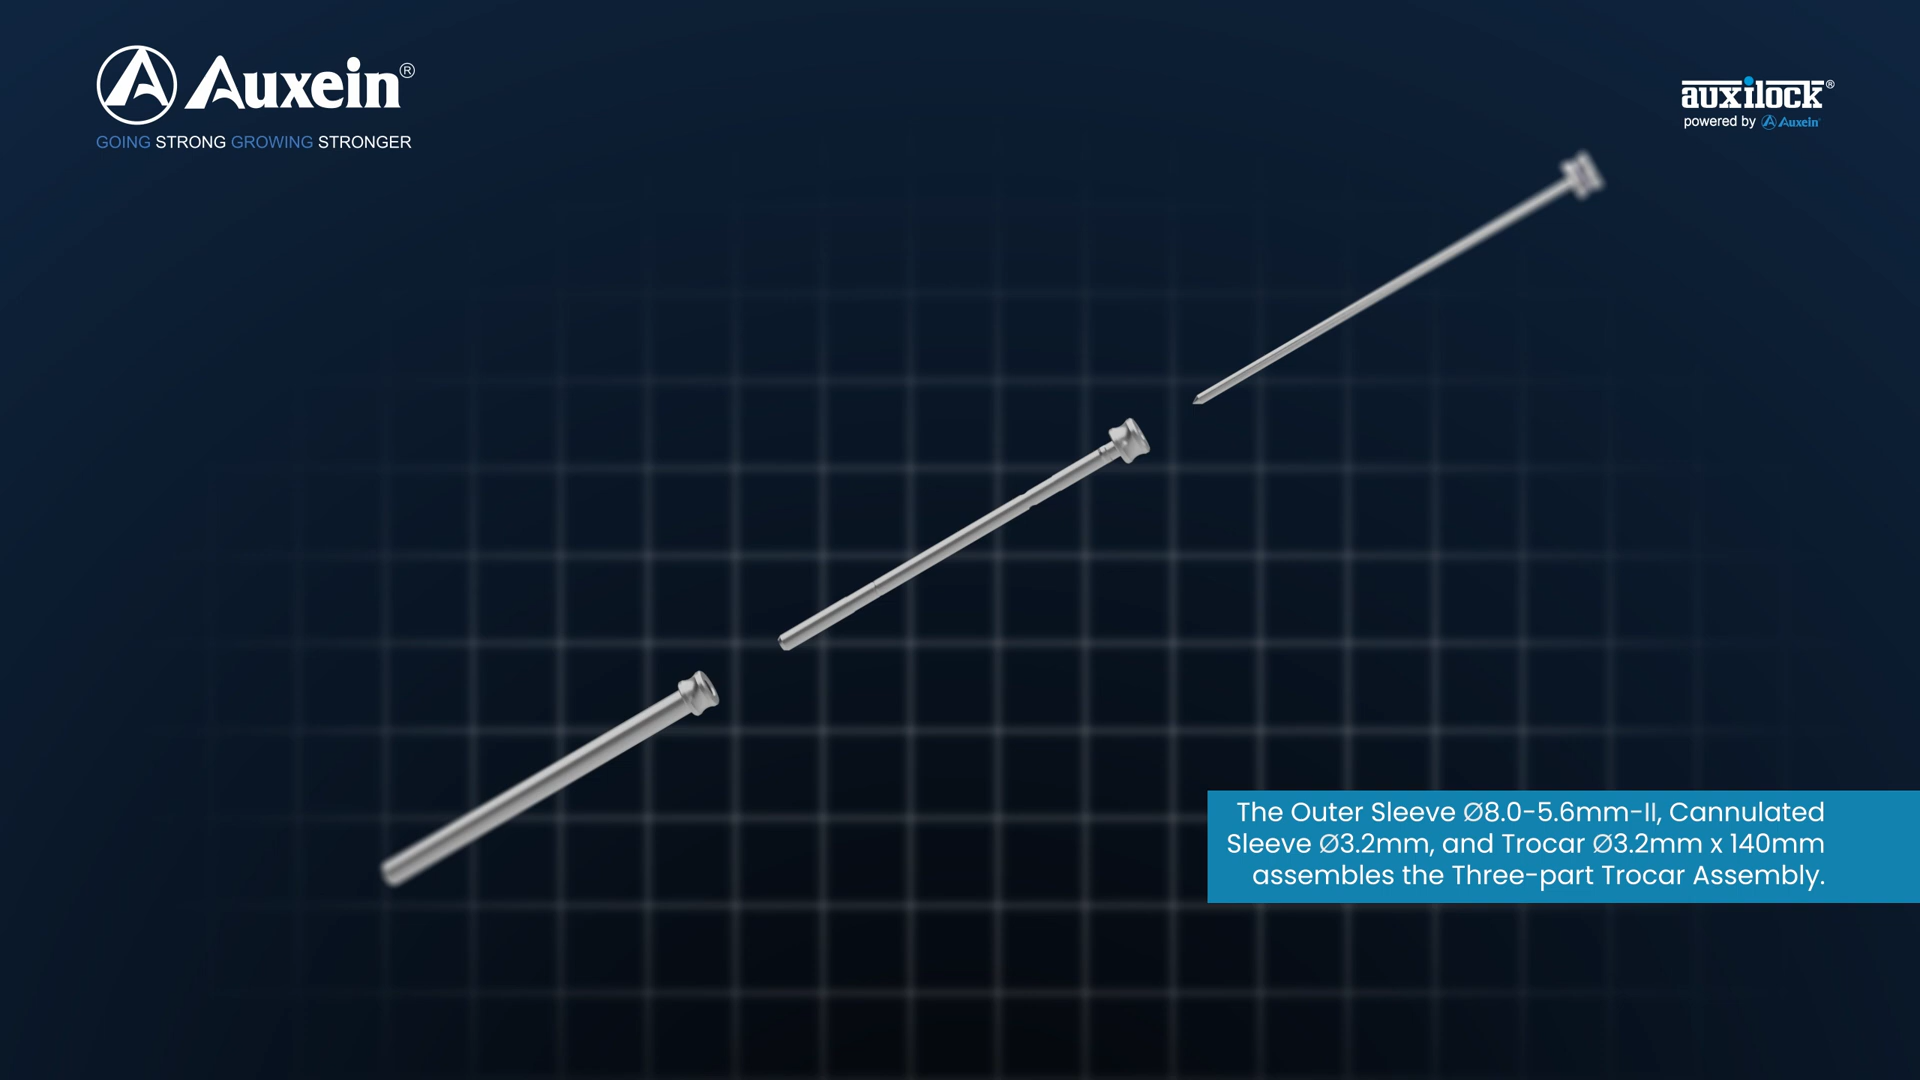 Auxein®
GOING STRONG GROWING STRONGER
auxilock®
powered by Auxein
The Outer Sleeve Ø8.0-5.6mm-II, Cannulated
Sleeve Ø3.2mm, and Trocar Ø3.2mm x 140mm
assembles the Three-part Trocar Assembly.